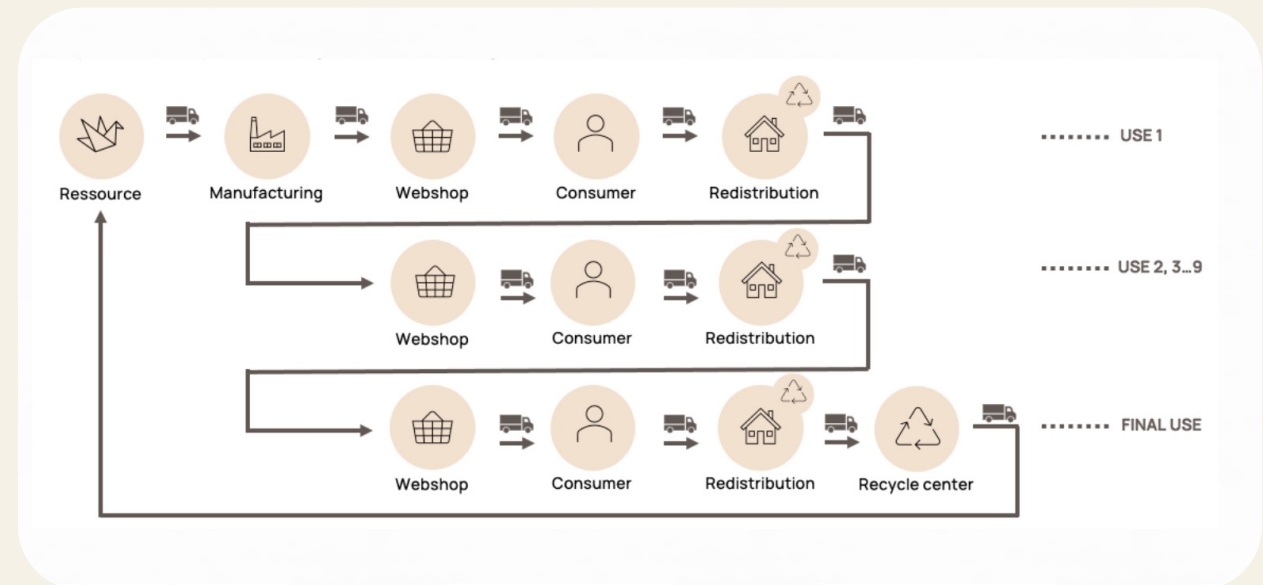 USE 1
Ressource
Manufacturing
Webshop
Consumer
Redistribution
USE 2, 3...9
Webshop
Consumer
Redistribution
FINAL USE
Webshop
Consumer
Redistribution
Recycle center